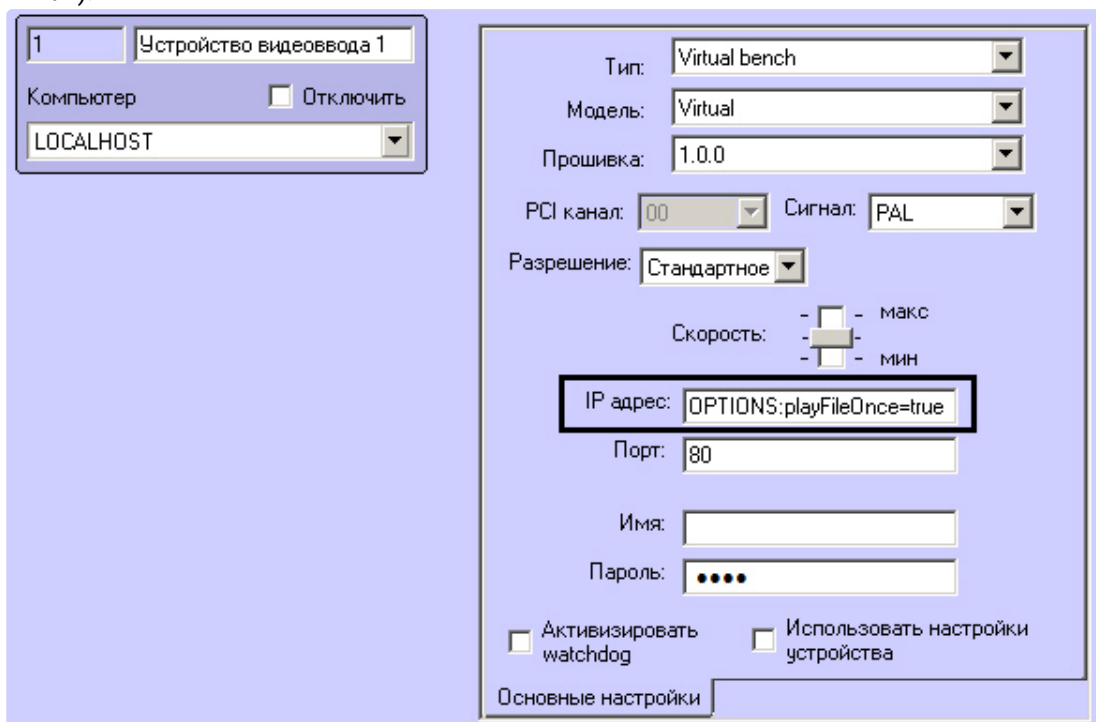 1 Устройство видеоввода 1
Компьютер Отключить
LOCALHOST
Тип: Virtual bench
Модель: Virtual
Прошивка: 1.0.0
PCI канал: 00 Сигнал: PAL
Разрешение: Стандартное
- - макс
Скорость: - -
- - мин
IP адрес: OPTIONS:playFileOnce=true
Порт: 80
Имя:
Пароль: ••••
Активизировать watchdog
Использовать настройки устройства
Основные настройки